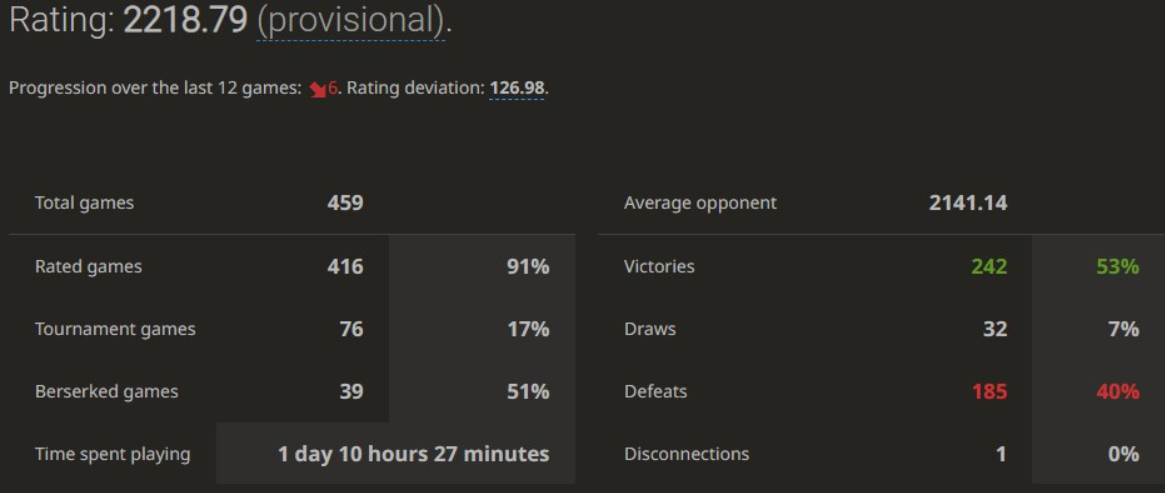 Rating: 2218.79 (provisional).
Progression over the last 12 games: 6. Rating deviation: 126.98.
Total games 459
Rated games 416 91%
Tournament games 76 17%
Berserked games 39 51%
Time spent playing 1 day 10 hours 27 minutes
Average opponent 2141.14
Victories 242 53%
Draws 32 7%
Defeats 185 40%
Disconnections 1 0%